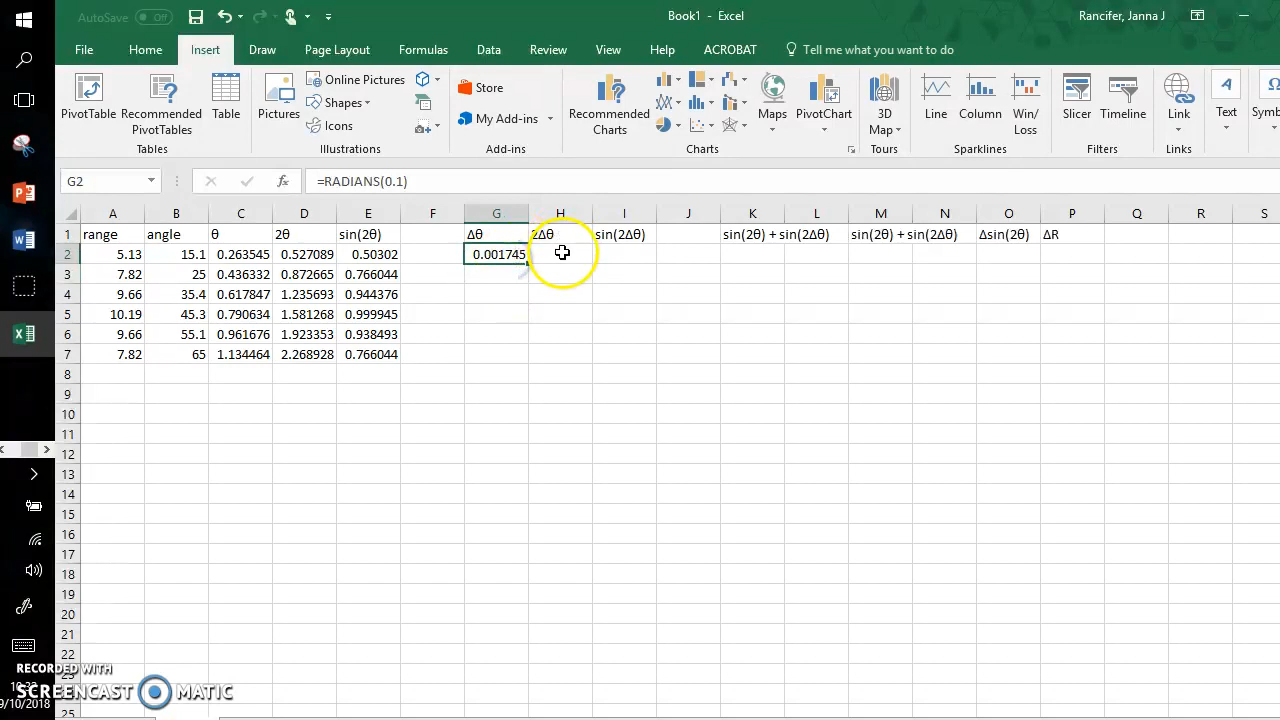 AutoSave Off
Book1 - Excel
Rancifer, Janna J
File Home Insert Draw Page Layout Formulas Data Review View Help ACROBAT Tell me what you want to do
PivotTable
Recommended PivotTables
Table
Tables
Pictures
Online Pictures
Shapes
Icons
Illustrations
Store
My Add-ins
Add-ins
Recommended Charts
Maps
PivotChart
Charts
3D Map
Tours
Line
Column
Win/Loss
Sparklines
Slicer
Timeline
Filters
Link
Links
Text
G2 fx =RADIANS(0.1)
A B C D E F G H I J K L M N O P Q R S
1 range angle θ 2θ sin(2θ) Δθ 2Δθ sin(2Δθ) sin(2θ) + sin(2Δθ) sin(2θ) + sin(2Δθ) Δsin(2θ) ΔR
2 5.13 15.1 0.263545 0.527089 0.50302 0.001745
3 7.82 25 0.436332 0.872665 0.766044
4 9.66 35.4 0.617847 1.235693 0.944376
5 10.19 45.3 0.790634 1.581268 0.999945
6 9.66 55.1 0.961676 1.923353 0.938493
7 7.82 65 1.134464 2.268928 0.766044
8
9
10
11
12
13
14
15
16
17
18
19
20
21
22
23
24
25
RECORDED WITH
SCREENCAST MATIC
9/10/2018